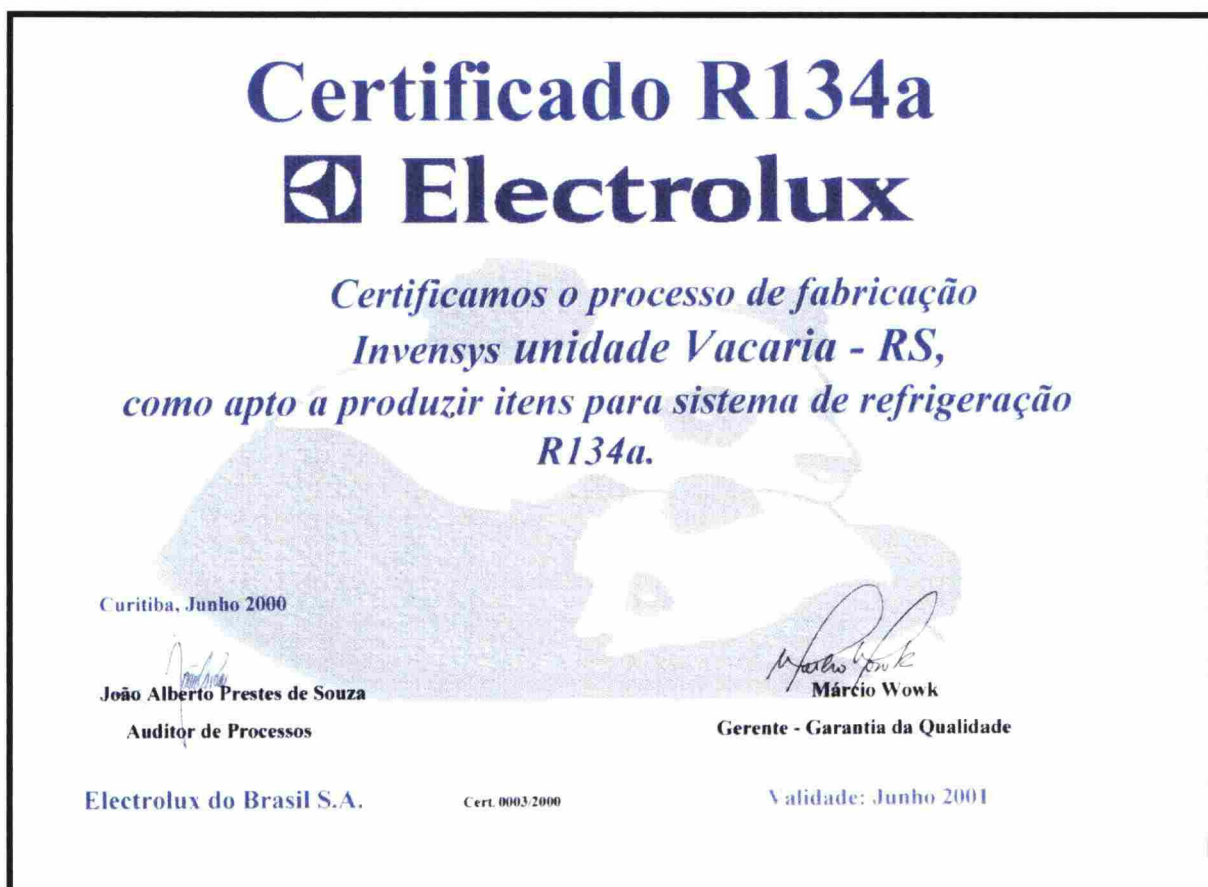 Certificado R134a
Electrolux
Certificamos o processo de fabricação
Invensys unidade Vacaria - RS,
como apto a produzir itens para sistema de refrigeração
R134a.
Curitiba, Junho 2000
João Alberto Prestes de Souza
Auditor de Processos
Márcio Wowk
Márcio Wowk
Gerente - Garantia da Qualidade
Electrolux do Brasil S.A.
Cert. 0003/2000
Validade: Junho 2001